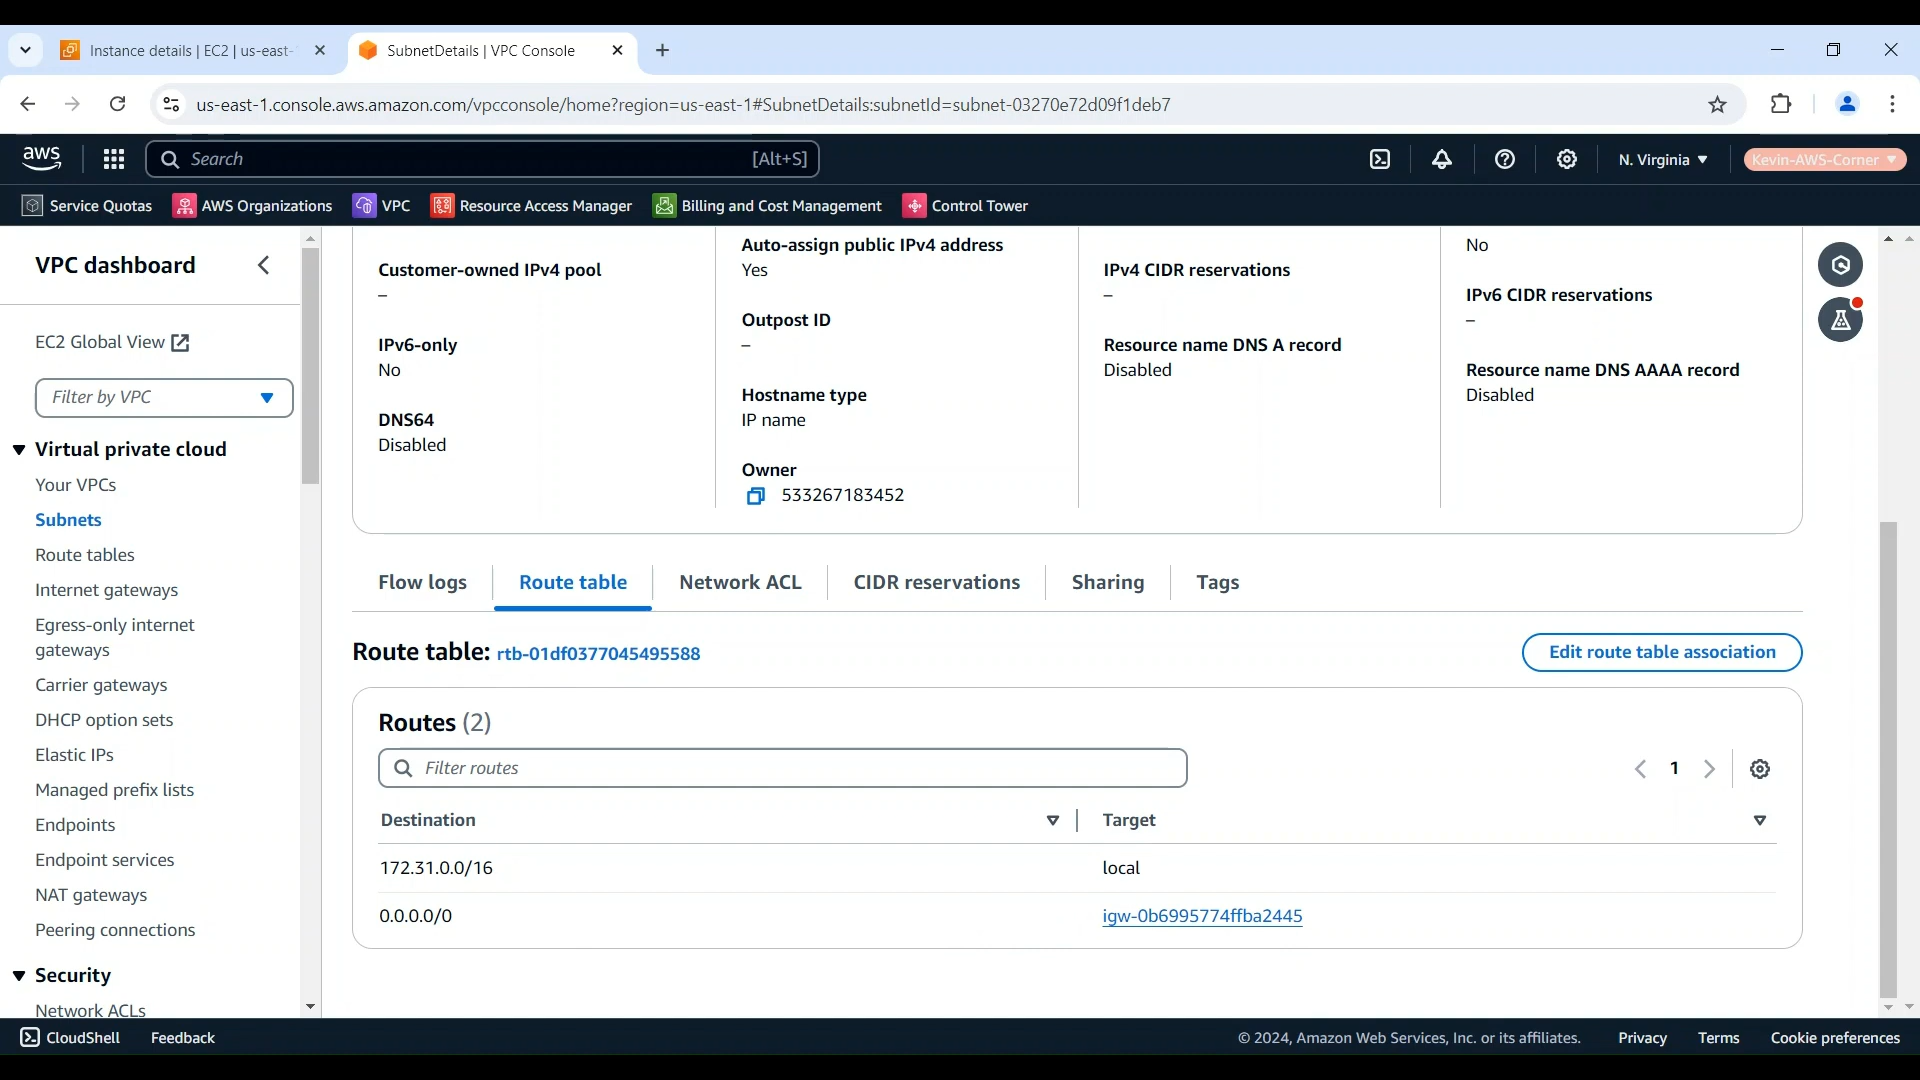 Instance details | EC2 | us-east-
SubnetDetails | VPC Console
us-east-1.console.aws.amazon.com/vpcconsole/home?region=us-east-1#SubnetDetails:subnetId=subnet-03270e72d09f1deb7
aws
Search
[Alt+S]
N. Virginia
Kevin-AWS-Corner
Service Quotas
AWS Organizations
VPC
Resource Access Manager
Billing and Cost Management
Control Tower
VPC dashboard
EC2 Global View
Filter by VPC
Virtual private cloud
Your VPCs
Subnets
Route tables
Internet gateways
Egress-only internet
gateways
Carrier gateways
DHCP option sets
Elastic IPs
Managed prefix lists
Endpoints
Endpoint services
NAT gateways
Peering connections
Security
Network ACLs
Customer-owned IPv4 pool
–
IPv6-only
No
DNS64
Disabled
Auto-assign public IPv4 address
Yes
Outpost ID
–
Hostname type
IP name
Owner
533267183452
IPv4 CIDR reservations
–
Resource name DNS A record
Disabled
No
IPv6 CIDR reservations
–
Resource name DNS AAAA record
Disabled
Flow logs
Route table
Network ACL
CIDR reservations
Sharing
Tags
Route table: rtb-01df0377045495588
Edit route table association
Routes (2)
Filter routes
1
Destination
Target
172.31.0.0/16
local
0.0.0.0/0
igw-0b6995774ffba2445
CloudShell
Feedback
© 2024, Amazon Web Services, Inc. or its affiliates.
Privacy
Terms
Cookie preferences